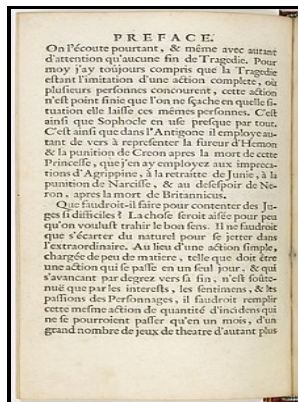 PREFACE.
On l'écoute pourtant, & même avec autant
d'attention qu'aucune fin de Tragedie. Pour
moy j'ay toûjours compris que la Tragedie
estant l'imitation d'une action complete, où
plusieurs personnes concourent, cette action
n'est point finie que l'on ne sçache en quelle si-
tuation elle laisse ces mêmes personnes. C'est
ainsi que Sophocle en use presque par tout.
C'est ainsi que dans l'Antigone il employe au-
tant de vers à representer la fureur d'Hemon
& la punition de Creon apres la mort de cette
Princesse, que j'en ay employez aux impreca-
tions d'Agrippine, à la retraitte de Junie, à la
punition de Narcisse, & au desespoir de Ne-
ron, apres la mort de Britannicus.
Que faudroit-il faire pour contenter des Ju-
ges si difficiles? La chose seroit aisée pour peu
qu'on voulust trahir le bon sens. Il ne faudroit
que s'écarter du naturel pour se jetter dans
l'extraordinaire. Au lieu d'une action simple,
chargée de peu de matiere, telle que doit être
une action qui se passe en un seul jour, & qui
s'avancant par degrez vers sa fin, n'est soûte-
nuë que par les interests, les sentimens, & les
passions des Personnages, il faudroit remplir
cette mesme action de quantité d'incidens qui
ne se pourroient passer qu'en un mois, d'un
grand nombre de jeux de theatre d'autant plus